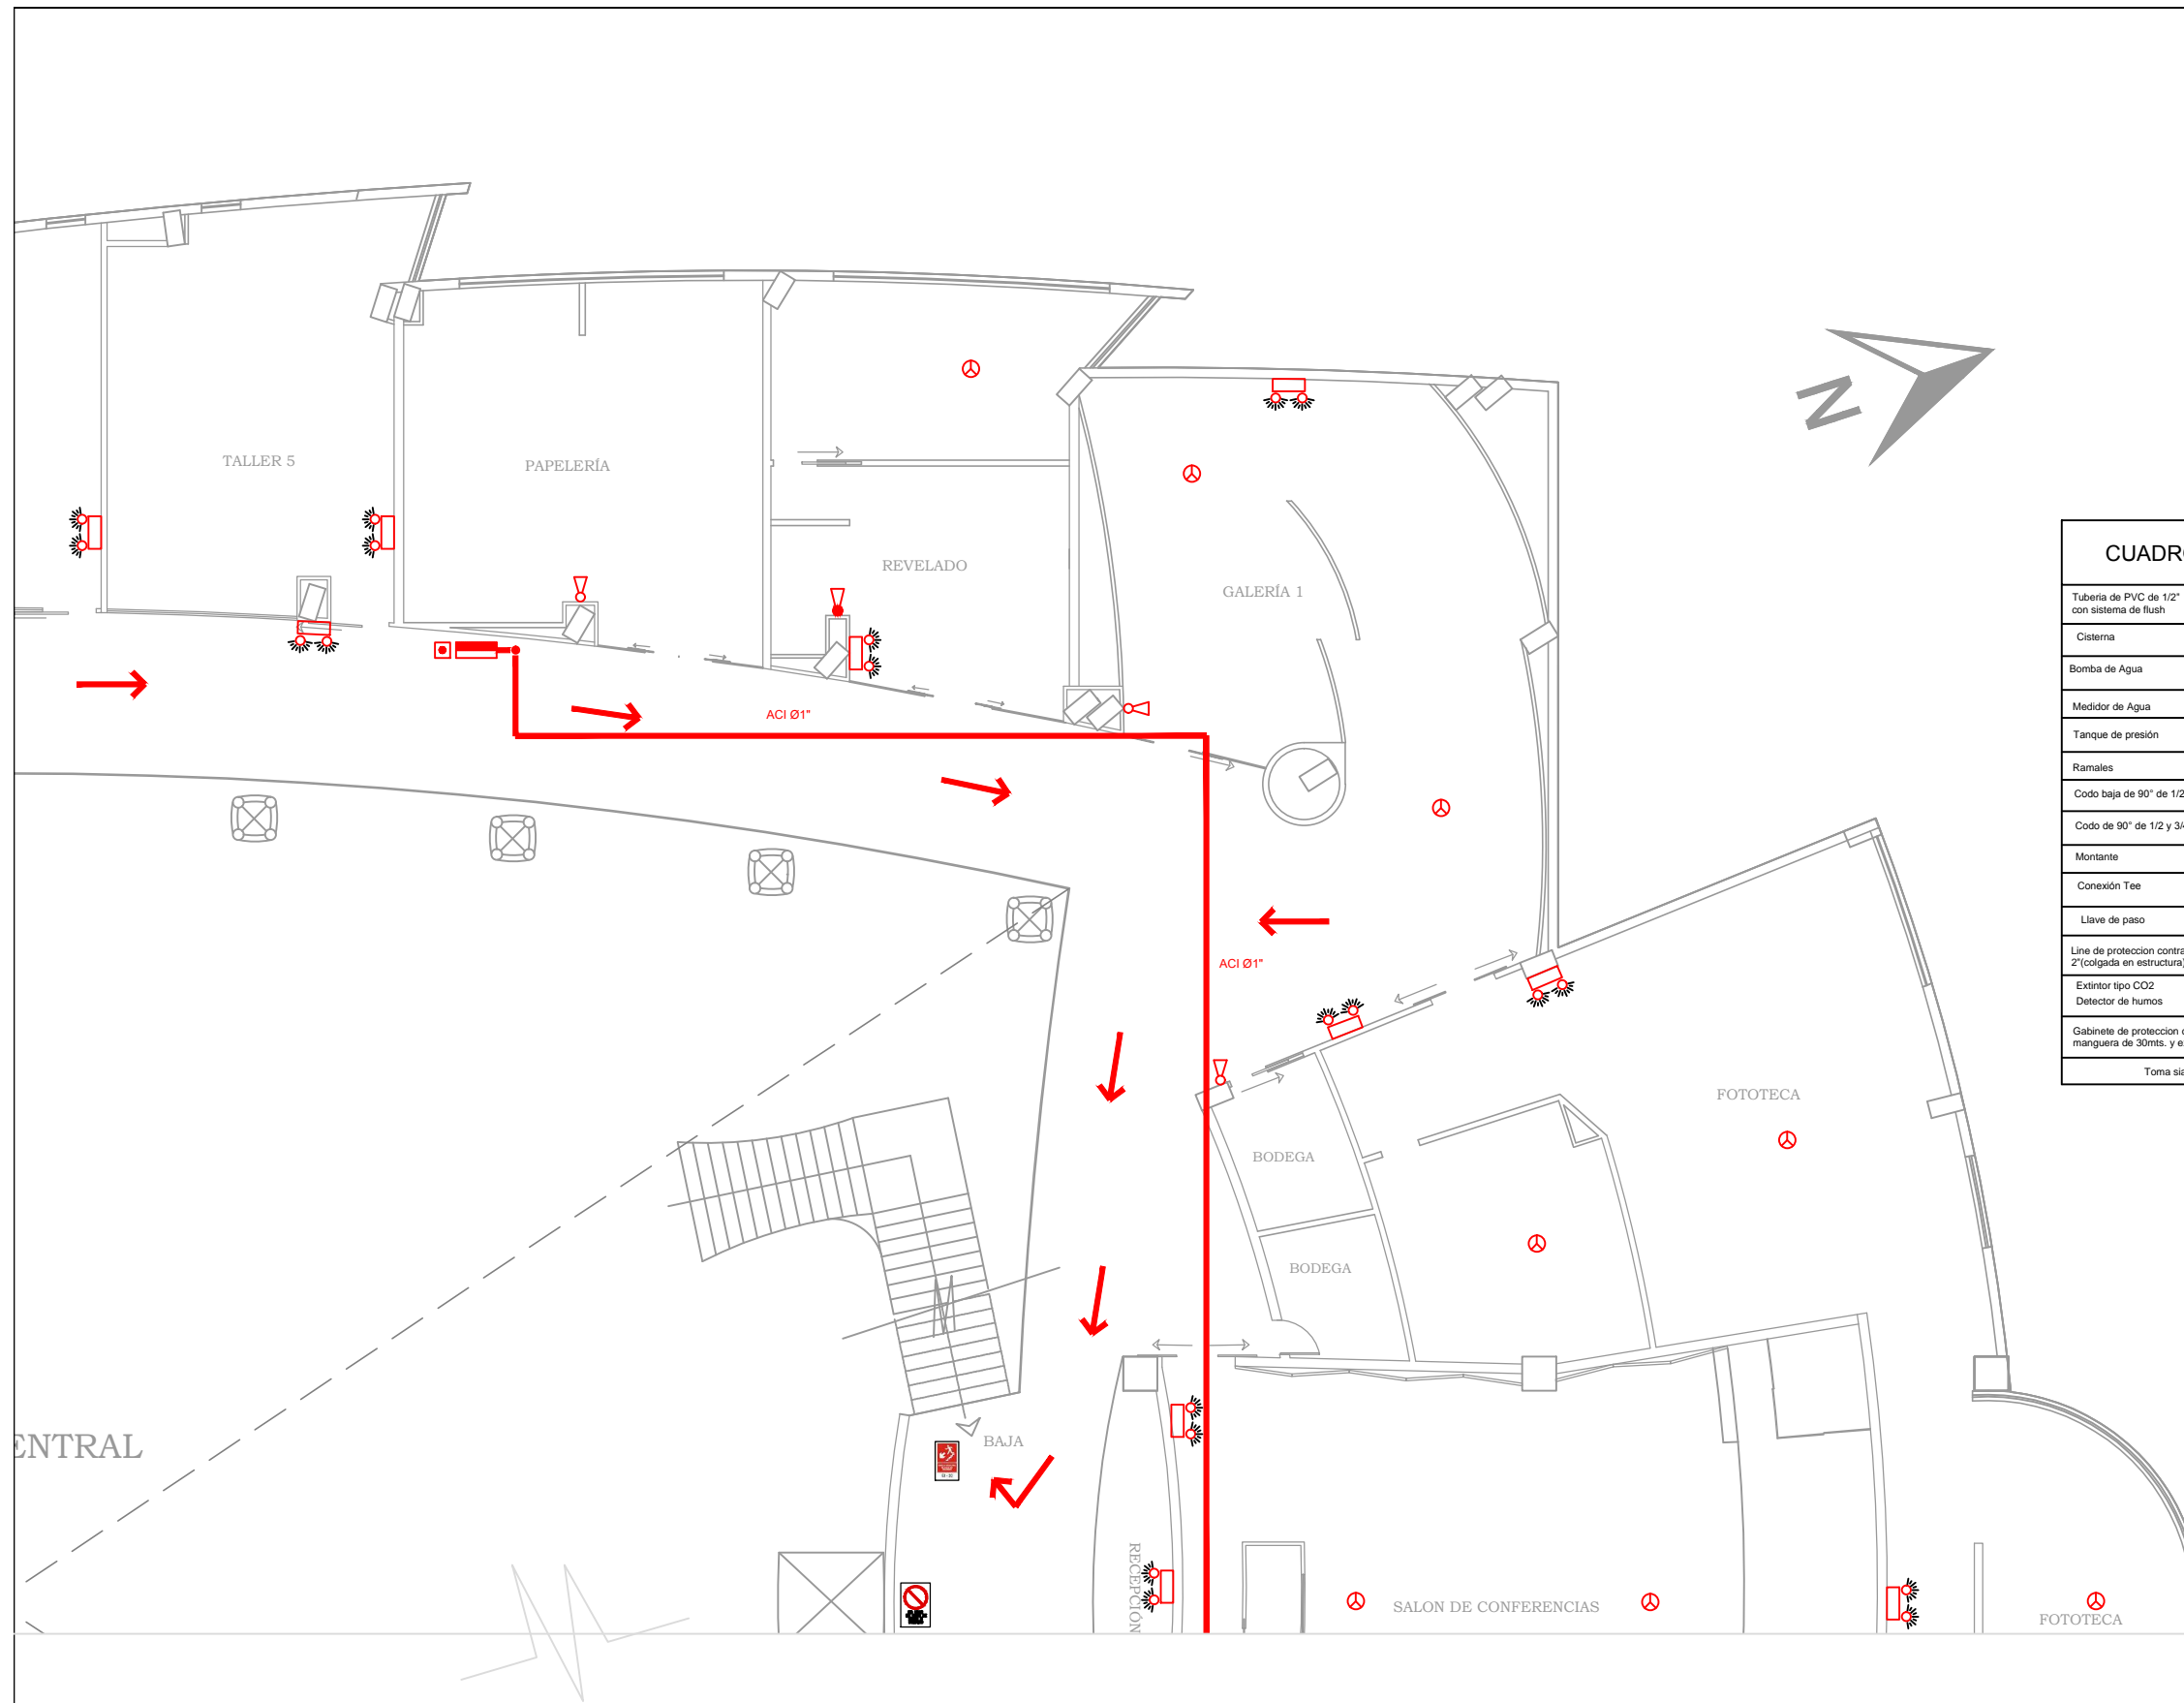 TALLER 5
PAPELERÍA
REVELADO
GALERÍA 1
N
ACI Ø1"
ACI Ø1"
CUADR
Tuberia de PVC de 1/2"
con sistema de flush
Cisterna
Bomba de Agua
Medidor de Agua
Tanque de presión
Ramales
Codo baja de 90° de 1/2
Codo de 90° de 1/2 y 3/
Montante
Conexión Tee
Llave de paso
Line de proteccion contra
2"(colgada en estructura
Extintor tipo CO2
Detector de humos
Gabinete de proteccion
manguera de 30mts. y e
Toma sia
FOTOTECA
BODEGA
BODEGA
ENTRAL
BAJA
RECEPCIÓN
SALON DE CONFERENCIAS
FOTOTECA